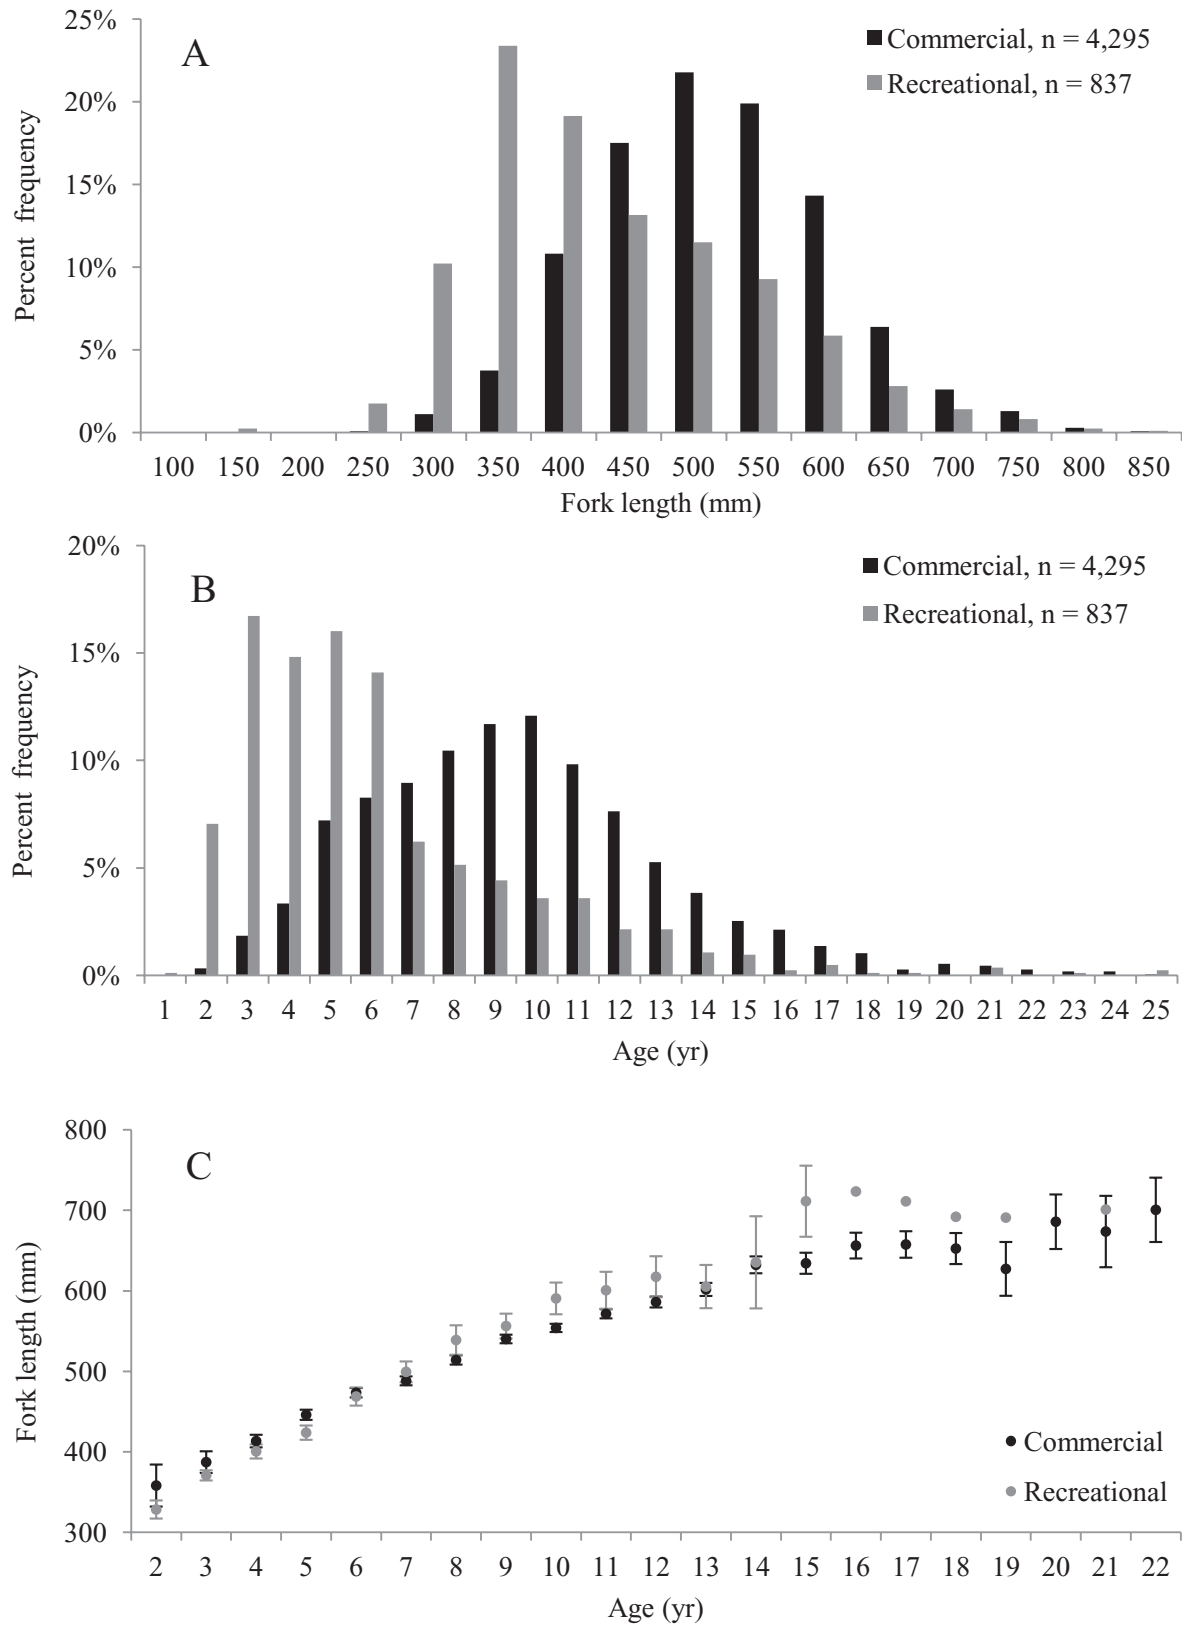 A
Commercial, n = 4,295
Recreational, n = 837
Percent frequency
25%
20%
15%
10%
5%
0%
100 150 200 250 300 350 400 450 500 550 600 650 700 750 800 850
Fork length (mm)
B
Commercial, n = 4,295
Recreational, n = 837
Percent frequency
20%
15%
10%
5%
0%
1 2 3 4 5 6 7 8 9 10 11 12 13 14 15 16 17 18 19 20 21 22 23 24 25
Age (yr)
C
Fork length (mm)
800
700
600
500
400
300
Commercial
Recreational
2 3 4 5 6 7 8 9 10 11 12 13 14 15 16 17 18 19 20 21 22
Age (yr)